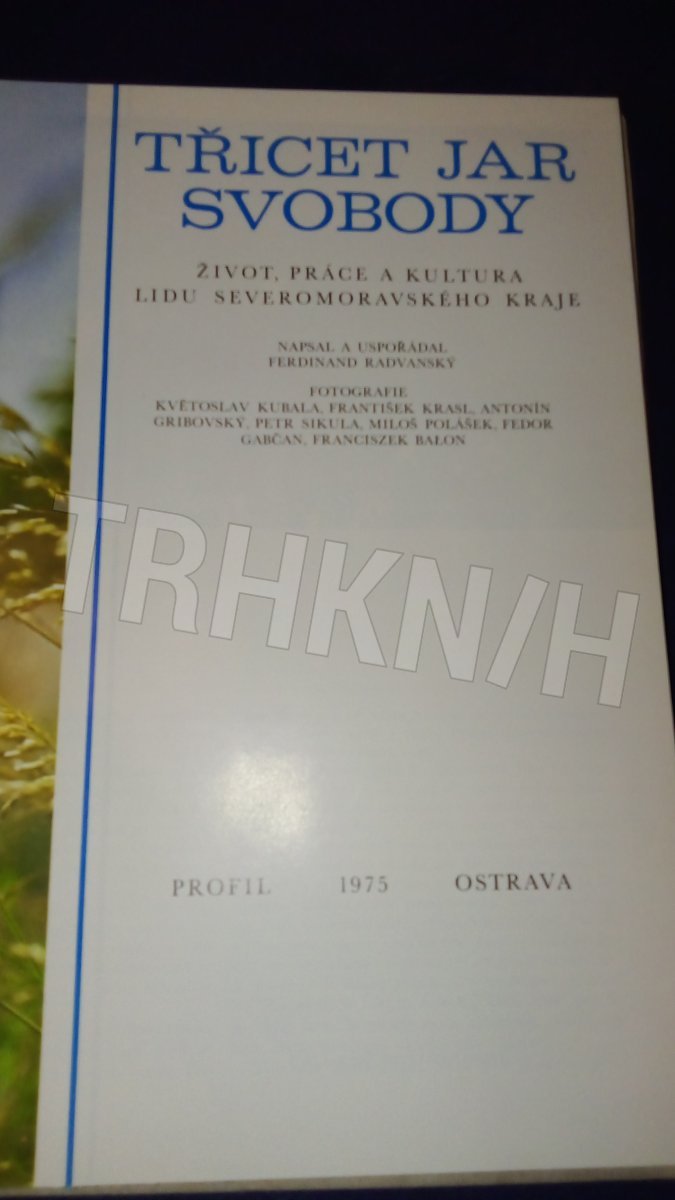 TŘICET JAR
SVOBODY
ŽIVOT, PRÁCE A KULTURA
LIDU SEVEROMORAVSKÉHO KRAJE
NAPSAL A USPOŘÁDAL
FERDINAND RADVANSKÝ
FOTOGRAFIE
KVĚTOSLAV KUBALA, FRANTIŠEK KRASL, ANTONÍN
GRIBOVSKÝ, PETR SIKULA, MILOŠ POLÁŠEK, FEDOR
GABČAN, FRANCISZEK BALON
TRHKN/H
PROFIL 1975 OSTRAVA